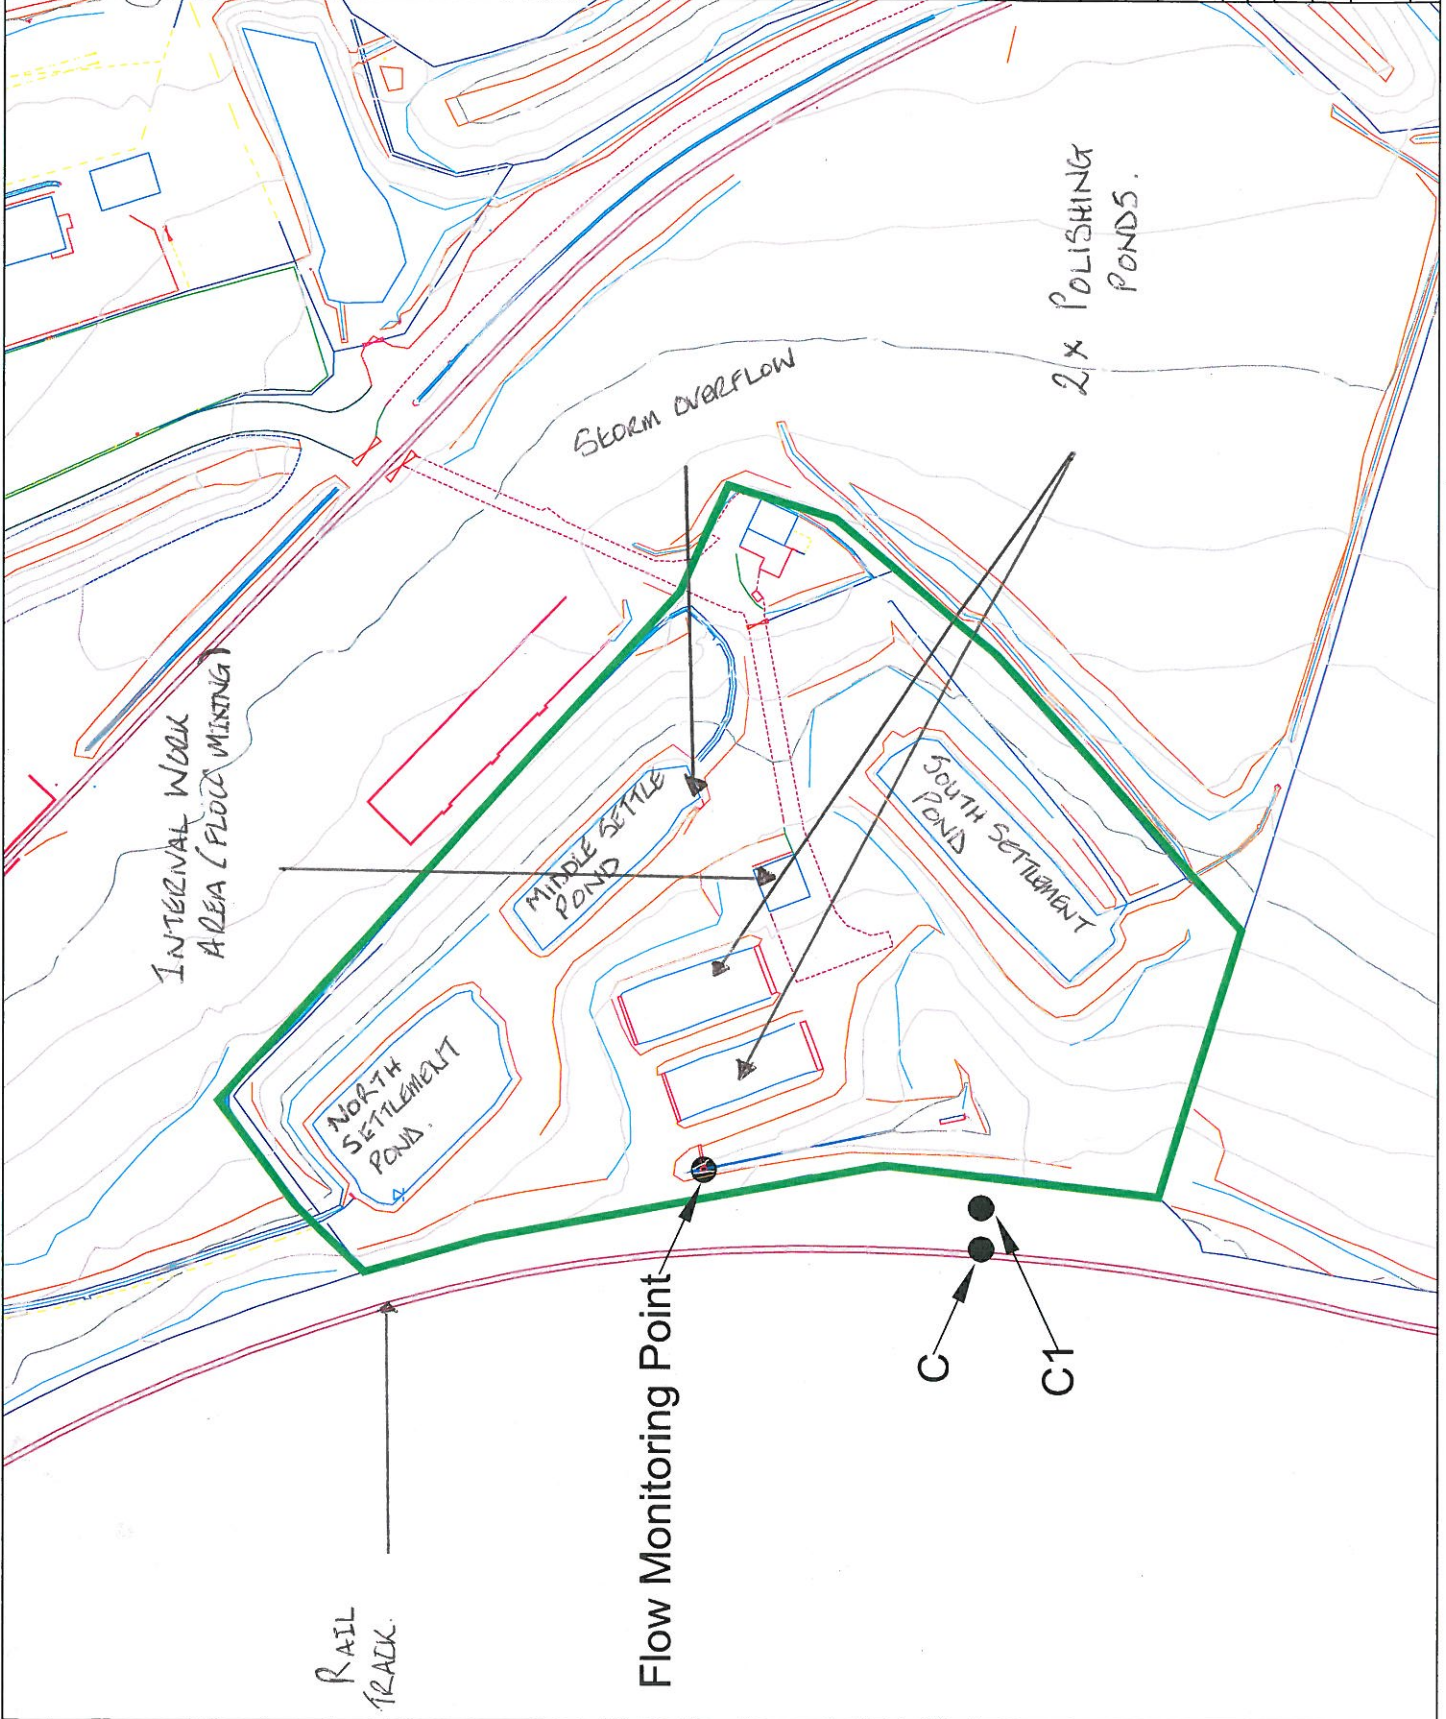 INTERNAL WORK
AREA (FLOCC MIXING)
STORM OVERFLOW
2 x POLISHING
PONDS.
MIDDLE SETTLE
POND
SOUTH SETTLEMENT
POND
NORTH
SETTLEMENT
POND.
RAIL
TRACK.
Flow Monitoring Point
C
C1